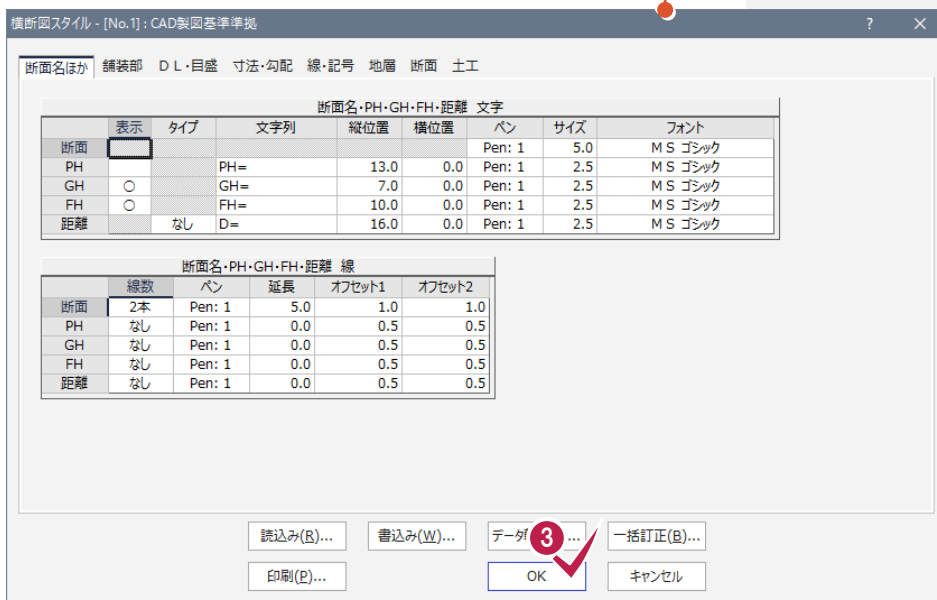 横断図スタイル - [No.1] : CAD製図基準準拠 ? ×
断面名ほか 舗装部 DL・目盛 寸法・勾配 線・記号 地層 断面 土工
断面名・PH・GH・FH・距離 文字
表示 タイプ 文字列 縦位置 横位置 ペン サイズ フォント
断面 Pen: 1 5.0 MS ゴシック
PH PH= 13.0 0.0 Pen: 1 2.5 MS ゴシック
GH ○ GH= 7.0 0.0 Pen: 1 2.5 MS ゴシック
FH ○ FH= 10.0 0.0 Pen: 1 2.5 MS ゴシック
距離 なし D= 16.0 0.0 Pen: 1 2.5 MS ゴシック
断面名・PH・GH・FH・距離 線
線数 ペン 延長 オフセット1 オフセット2
断面 2本 Pen: 1 5.0 1.0 1.0
PH なし Pen: 1 0.0 0.5 0.5
GH なし Pen: 1 0.0 0.5 0.5
FH なし Pen: 1 0.0 0.5 0.5
距離 なし Pen: 1 0.0 0.5 0.5
読込み(R)... 書込み(W)... 3 一括訂正(B)...
印刷(P)... OK キャンセル